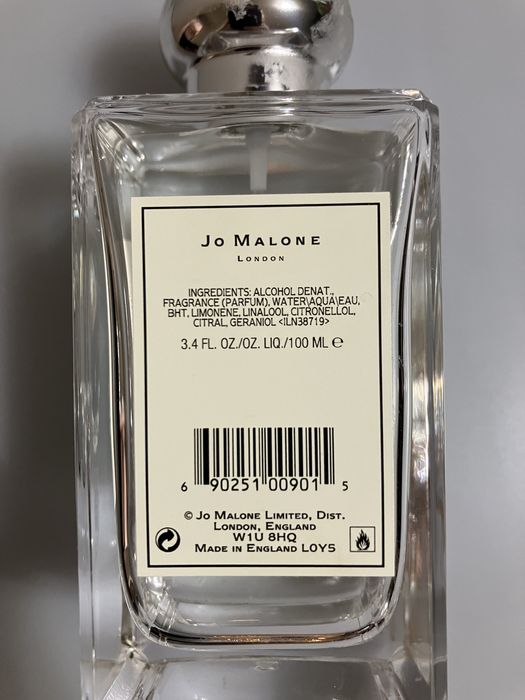 JO MALONE
LONDON
INGREDIENTS: ALCOHOL DENAT.,
FRAGRANCE (PARFUM), WATER\AQUA\EAU,
BHT, LIMONENE, LINALOOL, CITRONELLOL,
CITRAL, GERANIOL <ILN38719>
3.4 FL. OZ./OZ. LIQ./100 ML ℮
6 90251 00901 5
© JO MALONE LIMITED, DIST.
LONDON, ENGLAND
W1U 8HQ
MADE IN ENGLAND L0Y5